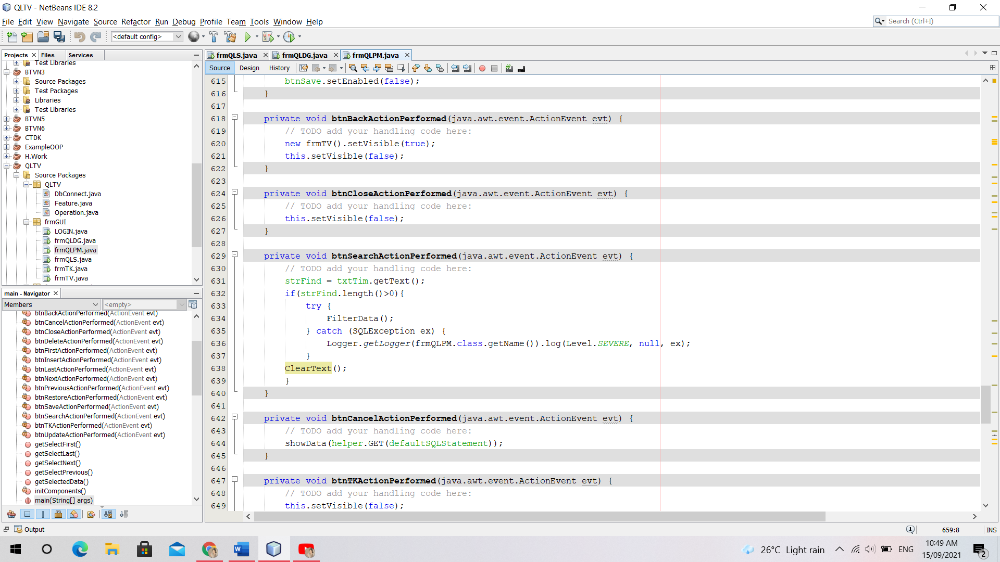 QLTV - NetBeans IDE 8.2
File Edit View Navigate Source Refactor Run Debug Profile Team Tools Window Help
Search (Ctrl+I)
<default config>
Projects Files Services
Test Libraries
BTVN3
Source Packages
Test Packages
Libraries
Test Libraries
BTVN5
BTVN6
CTDK
ExampleOOP
H.Work
QLTV
Source Packages
QLTV
DbConnect.java
Feature.java
Operation.java
frmGUI
LOGIN.java
frmQLDG.java
frmQLPM.java
frmQLS.java
frmTK.java
frmTV.java
main - Navigator
Members <empty>
btnBackActionPerformed(ActionEvent evt)
btnCancelActionPerformed(ActionEvent evt)
btnCloseActionPerformed(ActionEvent evt)
btnDeleteActionPerformed(ActionEvent evt)
btnFirstActionPerformed(ActionEvent evt)
btnInsertActionPerformed(ActionEvent evt)
btnLastActionPerformed(ActionEvent evt)
btnNextActionPerformed(ActionEvent evt)
btnPreviousActionPerformed(ActionEvent evt)
btnRestoreActionPerformed(ActionEvent evt)
btnSaveActionPerformed(ActionEvent evt)
btnSearchActionPerformed(ActionEvent evt)
btnTKActionPerformed(ActionEvent evt)
btnUpdateActionPerformed(ActionEvent evt)
getSelectFirst()
getSelectLast()
getSelectNext()
getSelectPrevious()
getSelectedData()
initComponents()
main(String[] args)
frmQLS.java frmQLDG.java frmQLPM.java
Source Design History
615 btnSave.setEnabled(false);
616 }
617
618 private void btnBackActionPerformed(java.awt.event.ActionEvent evt) {
619 // TODO add your handling code here:
620 new frmTV().setVisible(true);
621 this.setVisible(false);
622 }
623
624 private void btnCloseActionPerformed(java.awt.event.ActionEvent evt) {
625 // TODO add your handling code here:
626 this.setVisible(false);
627 }
628
629 private void btnSearchActionPerformed(java.awt.event.ActionEvent evt) {
630 // TODO add your handling code here:
631 strFind = txtTim.getText();
632 if(strFind.length()>0){
633 try {
634 FilterData();
635 } catch (SQLException ex) {
636 Logger.getLogger(frmQLPM.class.getName()).log(Level.SEVERE, null, ex);
637 }
638 ClearText();
639 }
640 }
641
642 private void btnCancelActionPerformed(java.awt.event.ActionEvent evt) {
643 // TODO add your handling code here:
644 showData(helper.GET(defaultSQLStatement));
645 }
646
647 private void btnTKActionPerformed(java.awt.event.ActionEvent evt) {
648 // TODO add your handling code here:
649 this.setVisible(false);
Output
1
659:8 INS
26°C Light rain
ENG
10:49 AM
15/09/2021
2